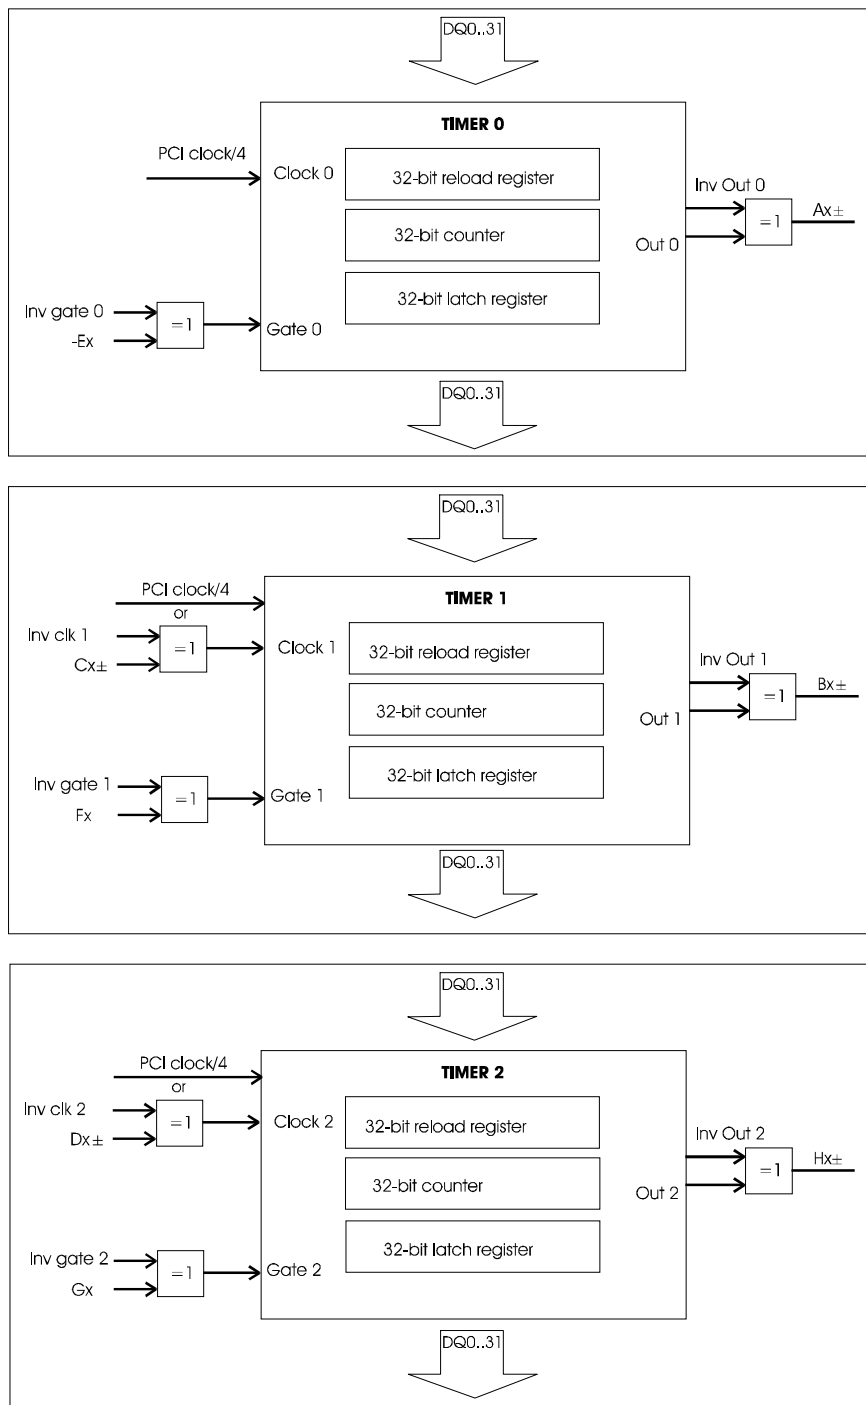 DQ0..31
TIMER 0
PCI clock/4
Clock 0
32-bit reload register
Inv Out 0
Ax±
=1
32-bit counter
Out 0
32-bit latch register
Inv gate 0
=1
-Ex
Gate 0
DQ0..31
DQ0..31
TIMER 1
PCI clock/4
or
Inv clk 1
=1
Cx±
Clock 1
32-bit reload register
Inv Out 1
Bx±
=1
32-bit counter
Out 1
32-bit latch register
Inv gate 1
=1
Fx
Gate 1
DQ0..31
DQ0..31
TIMER 2
PCI clock/4
or
Inv clk 2
=1
Dx±
Clock 2
32-bit reload register
Inv Out 2
Hx±
=1
32-bit counter
Out 2
32-bit latch register
Inv gate 2
=1
Gx
Gate 2
DQ0..31